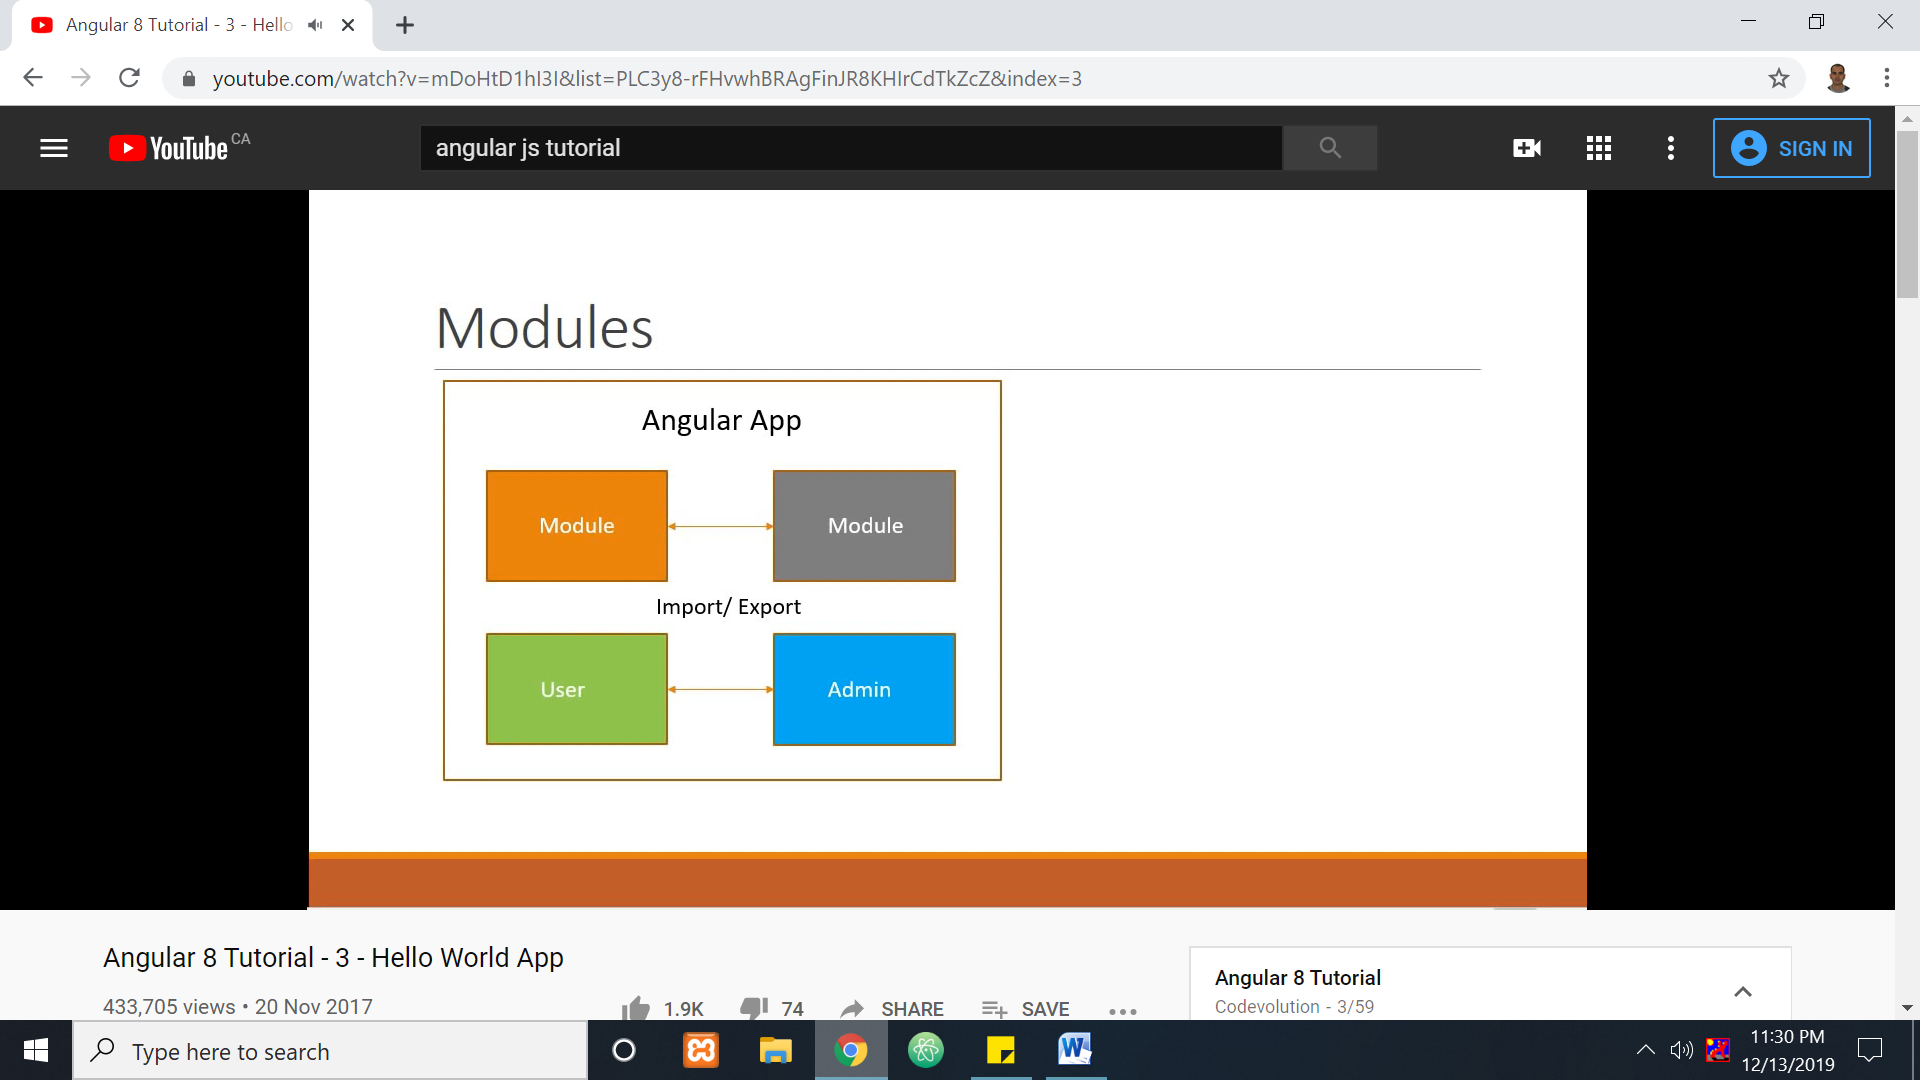 Angular 8 Tutorial - 3 - Hello
youtube.com/watch?v=mDoHtD1hI3I&list=PLC3y8-rFHvwhBRAgFinJR8KHIrCdTkZcZ&index=3
YouTube CA
angular js tutorial
SIGN IN
Modules
Angular App
Module
Module
Import/ Export
User
Admin
Angular 8 Tutorial - 3 - Hello World App
433,705 views • 20 Nov 2017
1.9K
74
SHARE
SAVE
Angular 8 Tutorial
Codevolution - 3/59
Type here to search
11:30 PM
12/13/2019